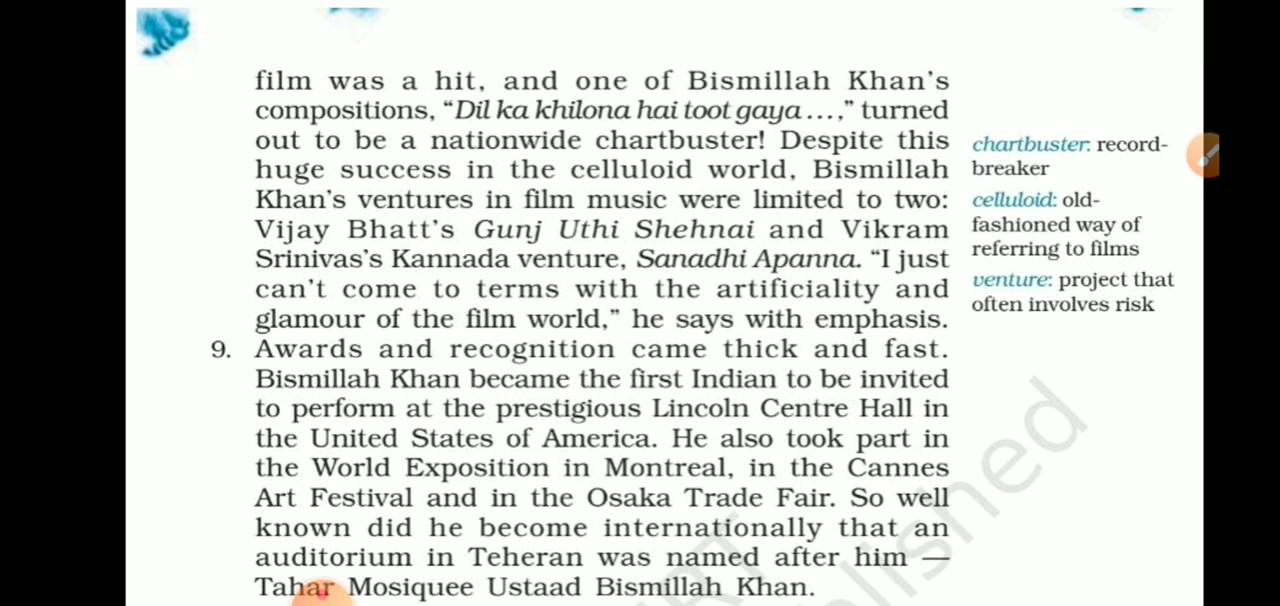 film was a hit, and one of Bismillah Khan's
compositions, “Dil ka khilona hai toot gaya ...,” turned
out to be a nationwide chartbuster! Despite this
huge success in the celluloid world, Bismillah
Khan's ventures in film music were limited to two:
Vijay Bhatt's Gunj Uthi Shehnai and Vikram
Srinivas's Kannada venture, Sanadhi Apanna. “I just
can't come to terms with the artificiality and
glamour of the film world,” he says with emphasis.
9. Awards and recognition came thick and fast.
Bismillah Khan became the first Indian to be invited
to perform at the prestigious Lincoln Centre Hall in
the United States of America. He also took part in
the World Exposition in Montreal, in the Cannes
Art Festival and in the Osaka Trade Fair. So well
known did he become internationally that an
auditorium in Teheran was named after him —
Tahar Mosiquee Ustaad Bismillah Khan.
chartbuster: record-
breaker
celluloid: old-
fashioned way of
referring to films
venture: project that
often involves risk